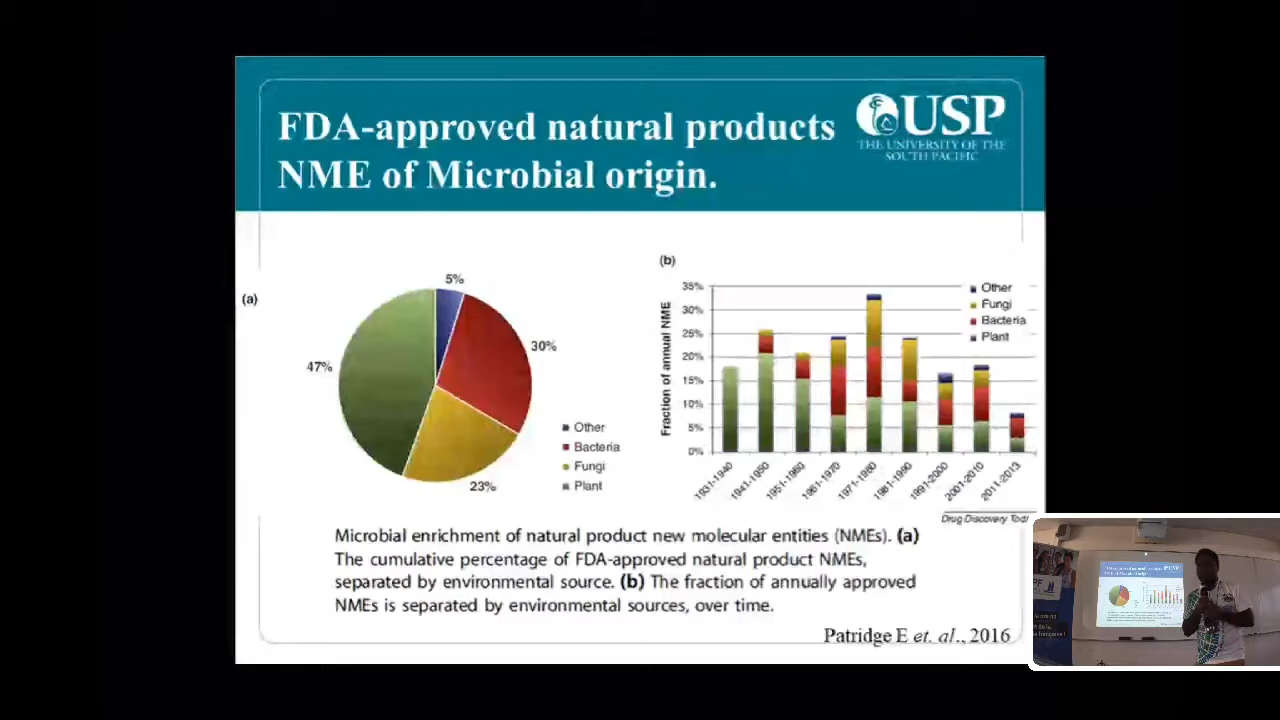 FDA-approved natural products
NME of Microbial origin.
USP
THE UNIVERSITY OF THE
SOUTH PACIFIC
(a)
5%
30%
47%
23%
Other
Bacteria
Fungi
Plant
(b)
Fraction of annual NME
35%
30%
25%
20%
15%
10%
5%
0%
Other
Fungi
Bacteria
Plant
1931-1940
1941-1950
1951-1960
1961-1970
1971-1980
1981-1990
1991-2000
2001-2010
2011-2013
Drug Discovery Tod
Microbial enrichment of natural product new molecular entities (NMEs). (a)
The cumulative percentage of FDA-approved natural product NMEs,
separated by environmental source. (b) The fraction of annually approved
NMEs is separated by environmental sources, over time.
Patridge E et. al., 2016